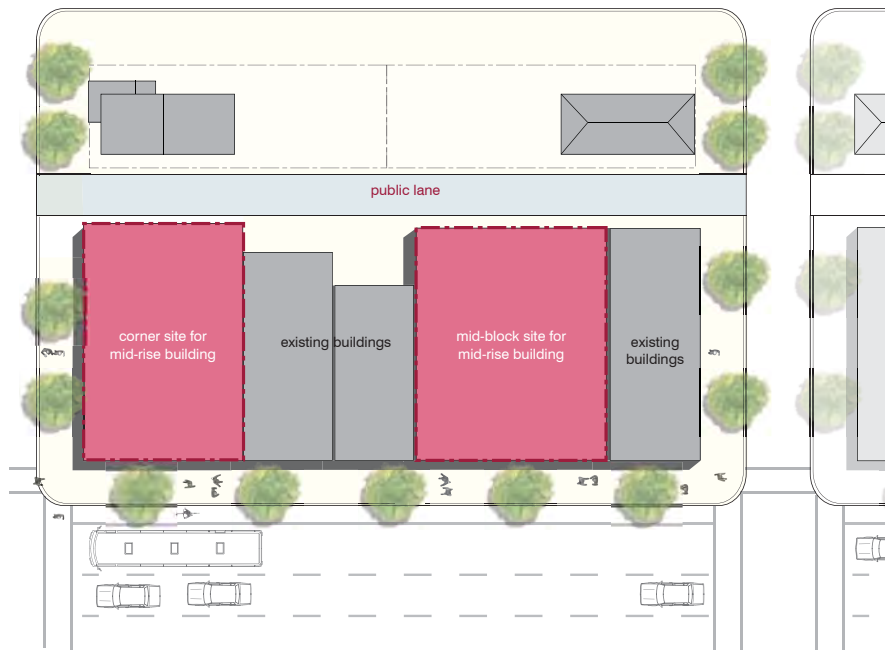 public lane
corner site for
mid-rise building
existing buildings
mid-block site for
mid-rise building
existing
buildings